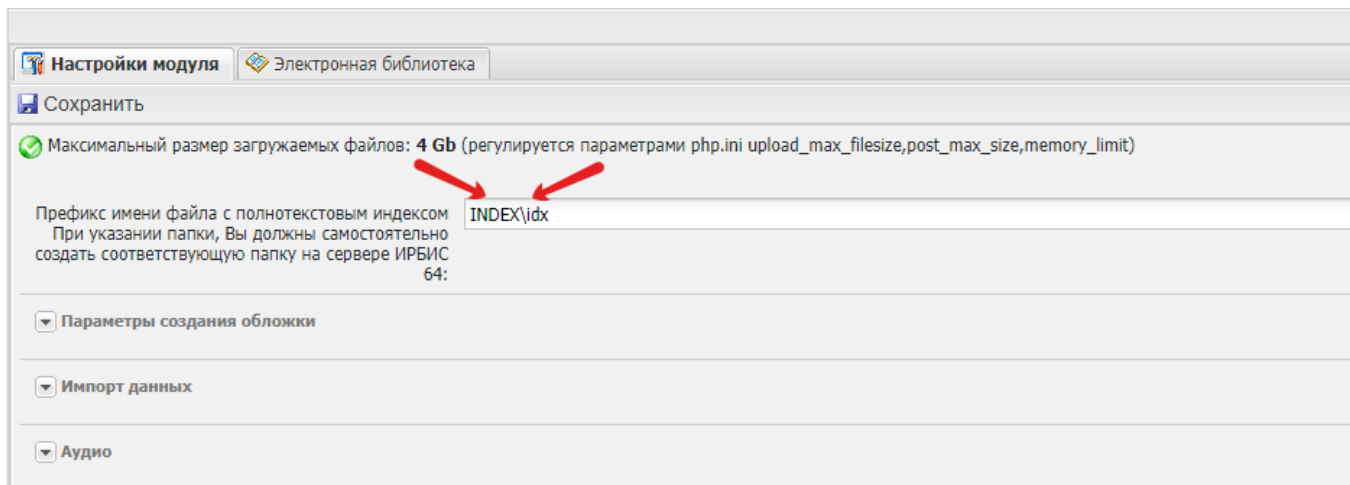 Настройки модуля Электронная библиотека
Сохранить
Максимальный размер загружаемых файлов: 4 Gb (регулируется параметрами php.ini upload_max_filesize,post_max_size,memory_limit)
Префикс имени файла с полнотекстовым индексом INDEX\idx
При указании папки, Вы должны самостоятельно
создать соответствующую папку на сервере ИРБИС
64:
Параметры создания обложки
Импорт данных
Аудио